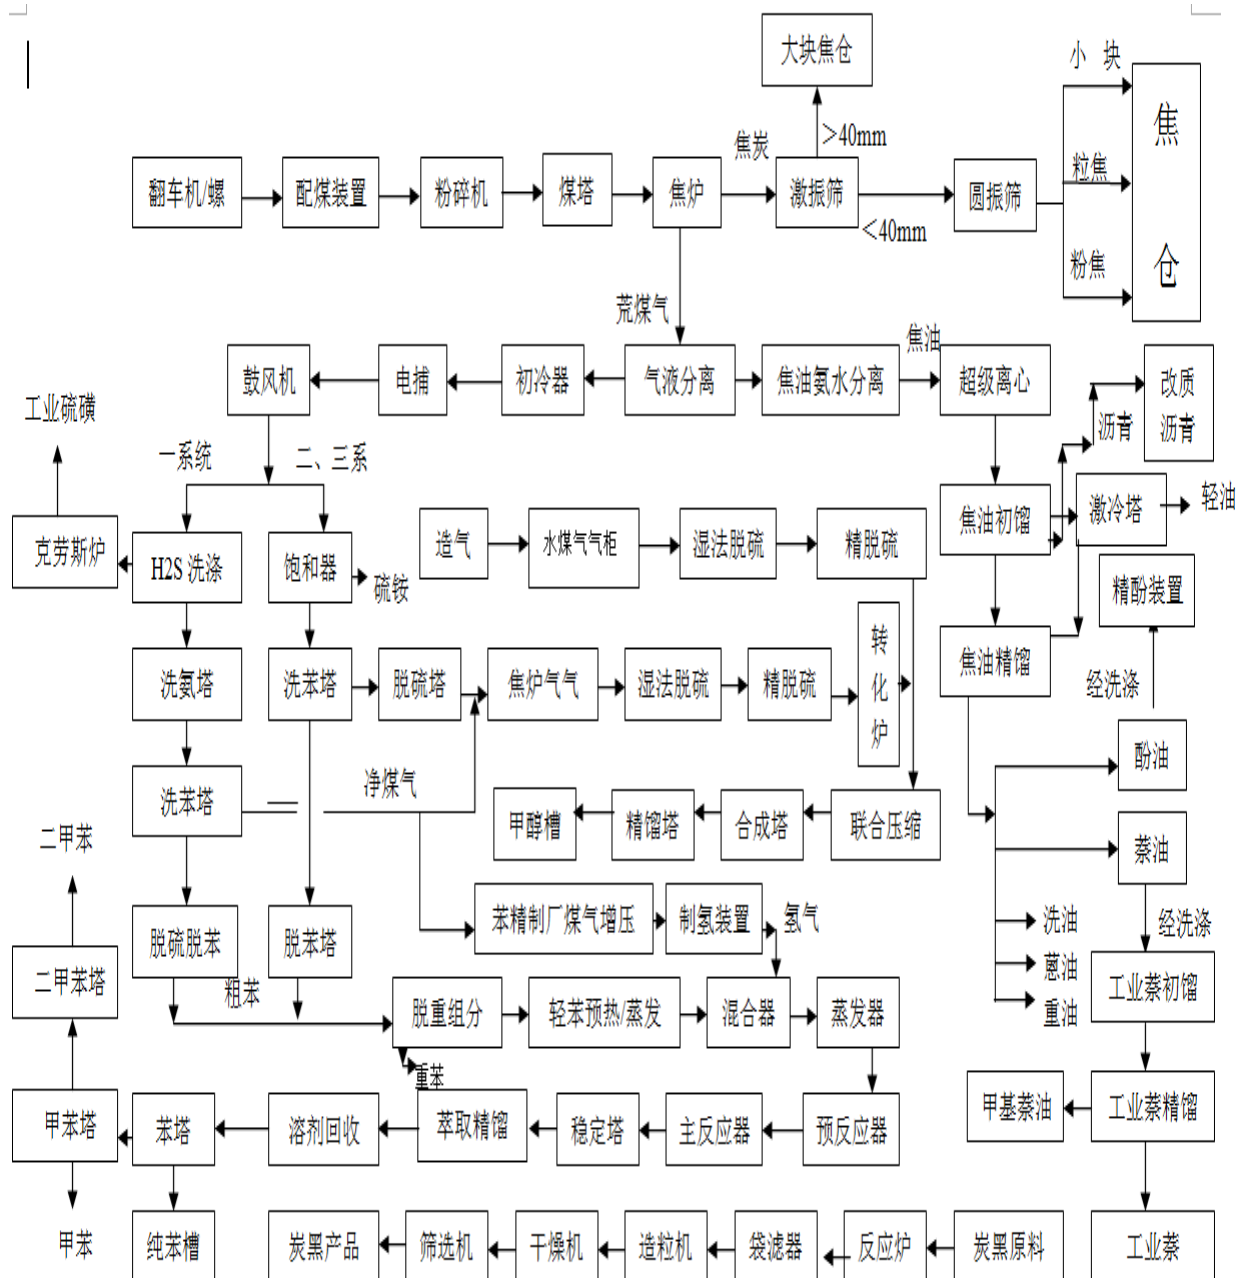 大块焦仓
小 块
焦
仓
焦炭
＞40mm
粒焦
翻车机/螺
配煤装置
粉碎机
煤塔
焦炉
激振筛
圆振筛
＜40mm
粉焦
荒煤气
焦油
鼓风机
电捕
初冷器
气液分离
焦油氨水分离
超级离心
改质
沥青
工业硫磺
沥青
一系统
二、三系
轻油
克劳斯炉
H2S 洗涤
饱和器
硫铵
造气
水煤气气柜
湿法脱硫
精脱硫
焦油初馏
激冷塔
精酚装置
洗氨塔
洗苯塔
脱硫塔
焦炉气气
湿法脱硫
精脱硫
转
化
炉
焦油精馏
经洗涤
酚油
洗苯塔
净煤气
甲醇槽
精馏塔
合成塔
联合压缩
萘油
二甲苯
脱硫脱苯
脱苯塔
苯精制厂煤气增压
制氢装置
氢气
洗油
经洗涤
蒽油
重油
二甲苯塔
粗苯
脱重组分
轻苯预热/蒸发
混合器
蒸发器
工业萘初馏
重苯
甲苯塔
苯塔
溶剂回收
萃取精馏
稳定塔
主反应器
预反应器
甲基萘油
工业萘精馏
甲苯
纯苯槽
炭黑产品
筛选机
干燥机
造粒机
袋滤器
反应炉
炭黑原料
工业萘